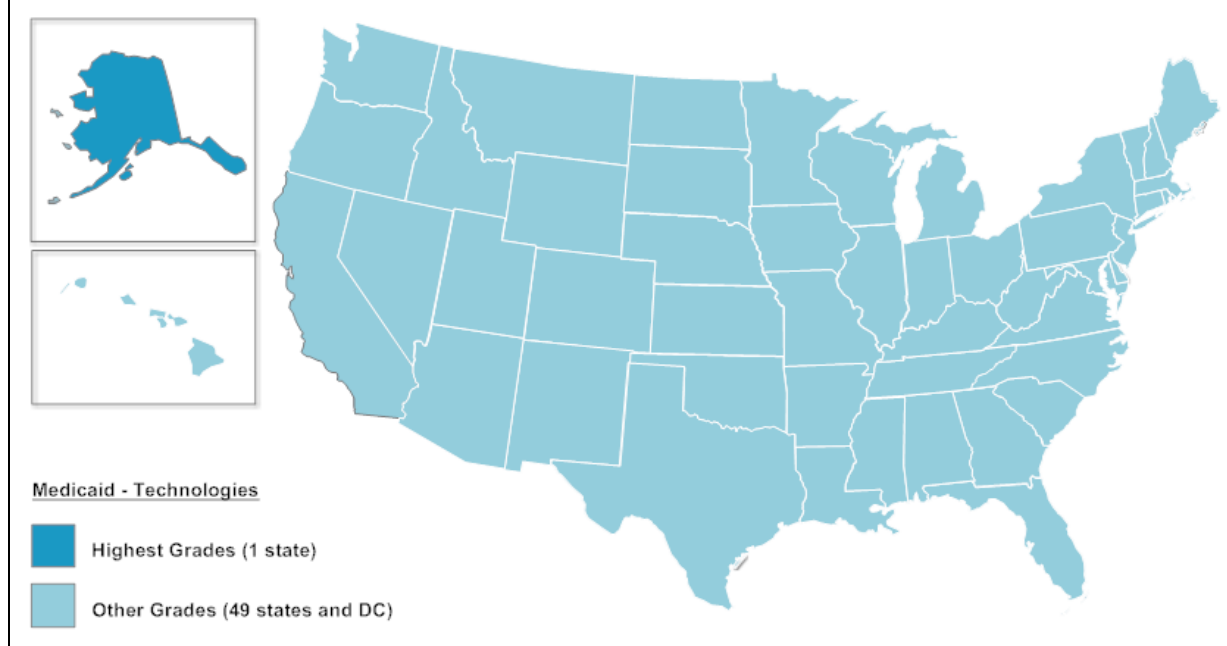 Medicaid - Technologies
Highest Grades (1 state)
Other Grades (49 states and DC)